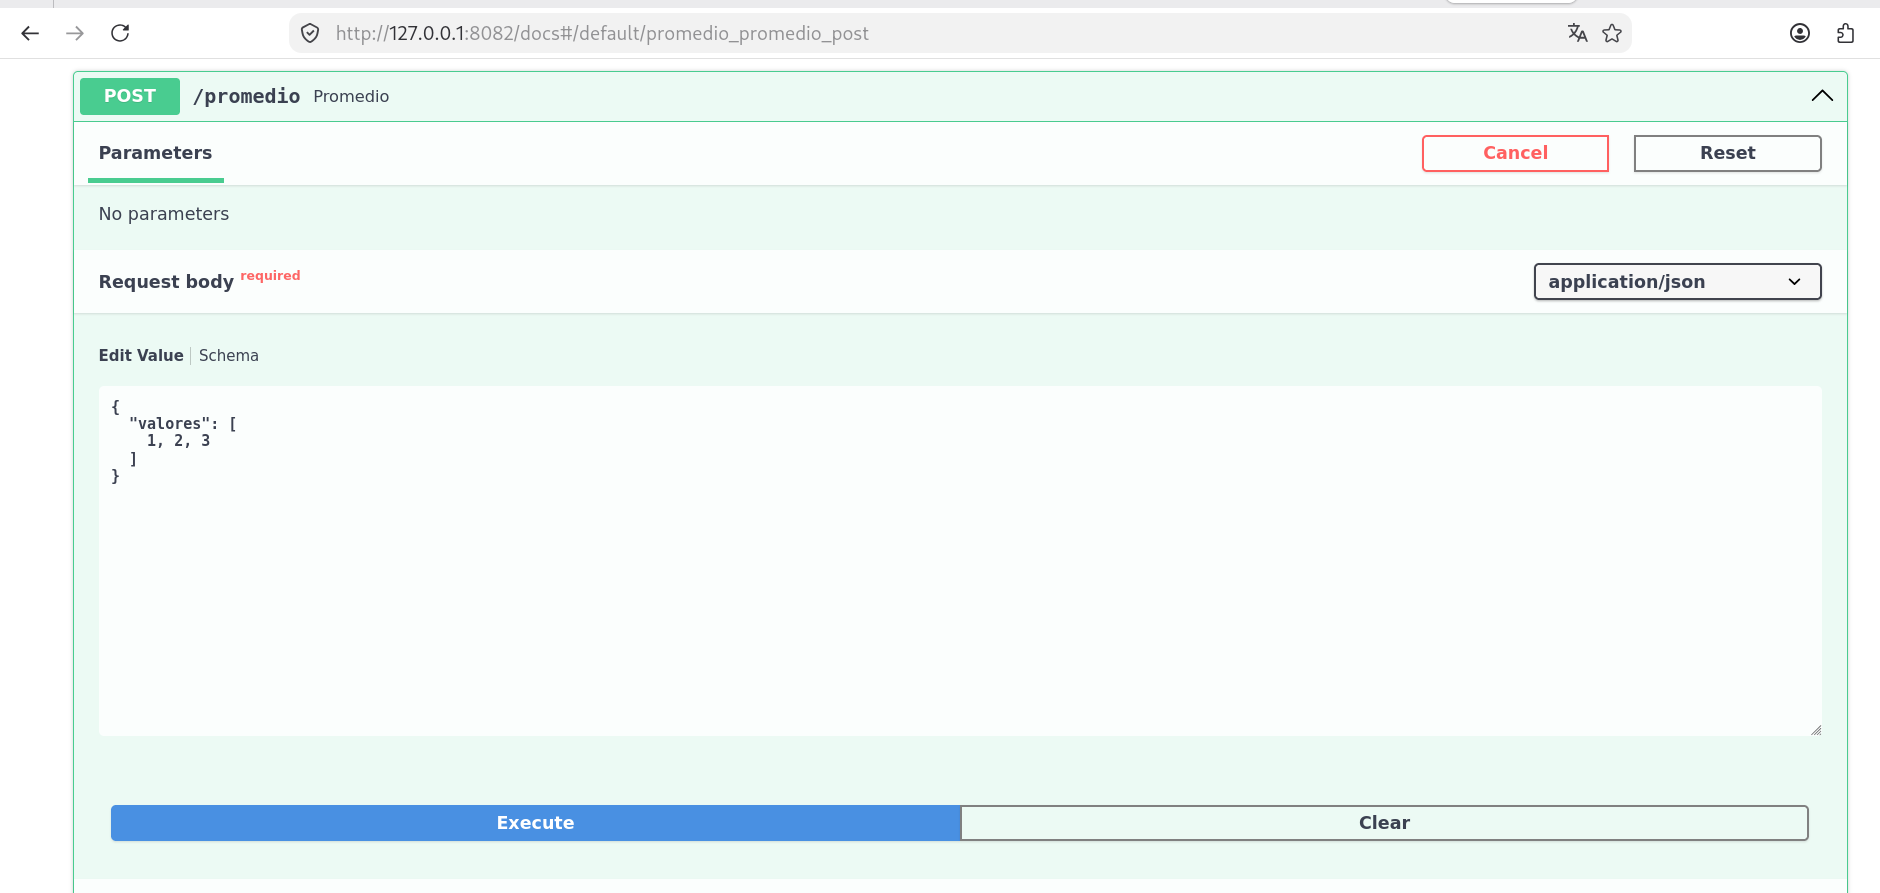 http://127.0.0.1:8082/docs#/default/promedio_promedio_post
POST /promedio Promedio
Parameters Cancel Reset
No parameters
Request body required application/json
Edit Value Schema
{
  "valores": [
    1, 2, 3
  ]
}
Execute Clear